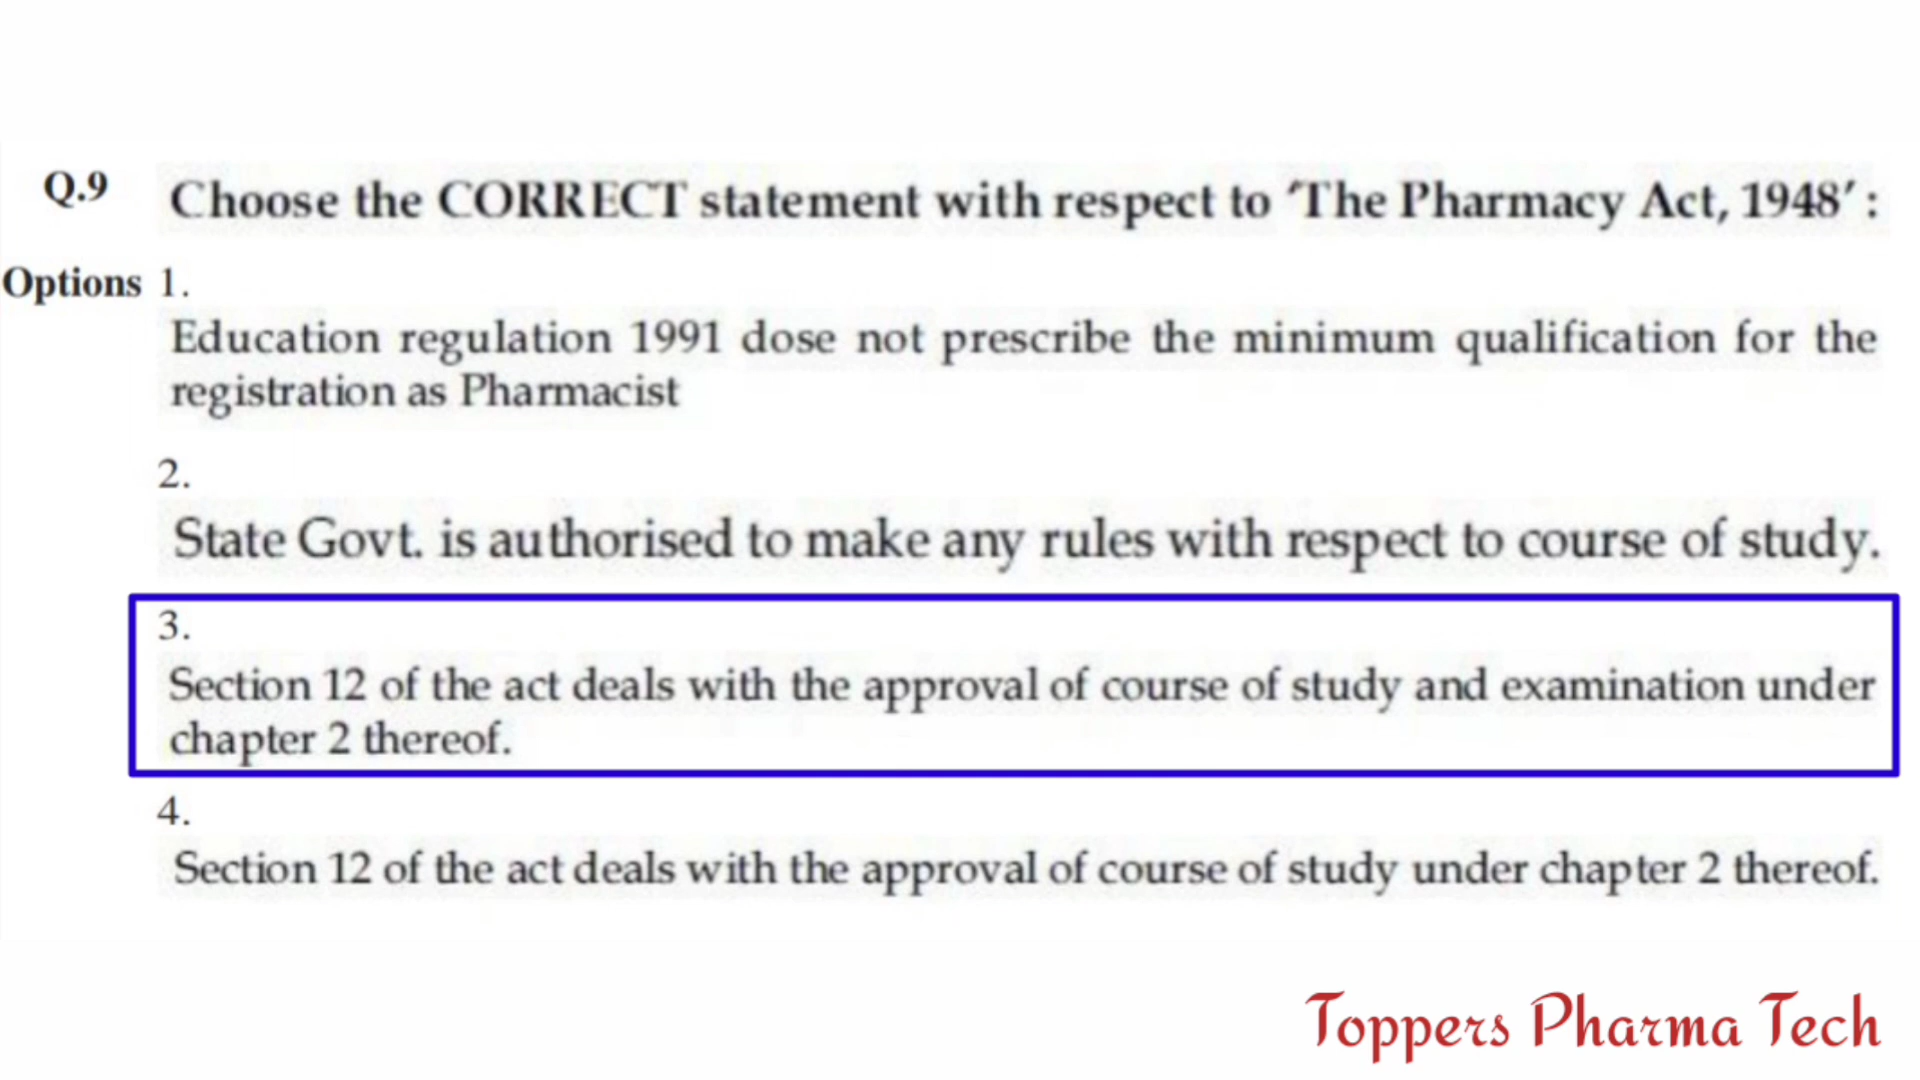 Q.9 Choose the CORRECT statement with respect to 'The Pharmacy Act, 1948' :
Options 1.
Education regulation 1991 dose not prescribe the minimum qualification for the
registration as Pharmacist
2.
State Govt. is authorised to make any rules with respect to course of study.
3.
Section 12 of the act deals with the approval of course of study and examination under
chapter 2 thereof.
4.
Section 12 of the act deals with the approval of course of study under chapter 2 thereof.
Toppers Pharma Tech